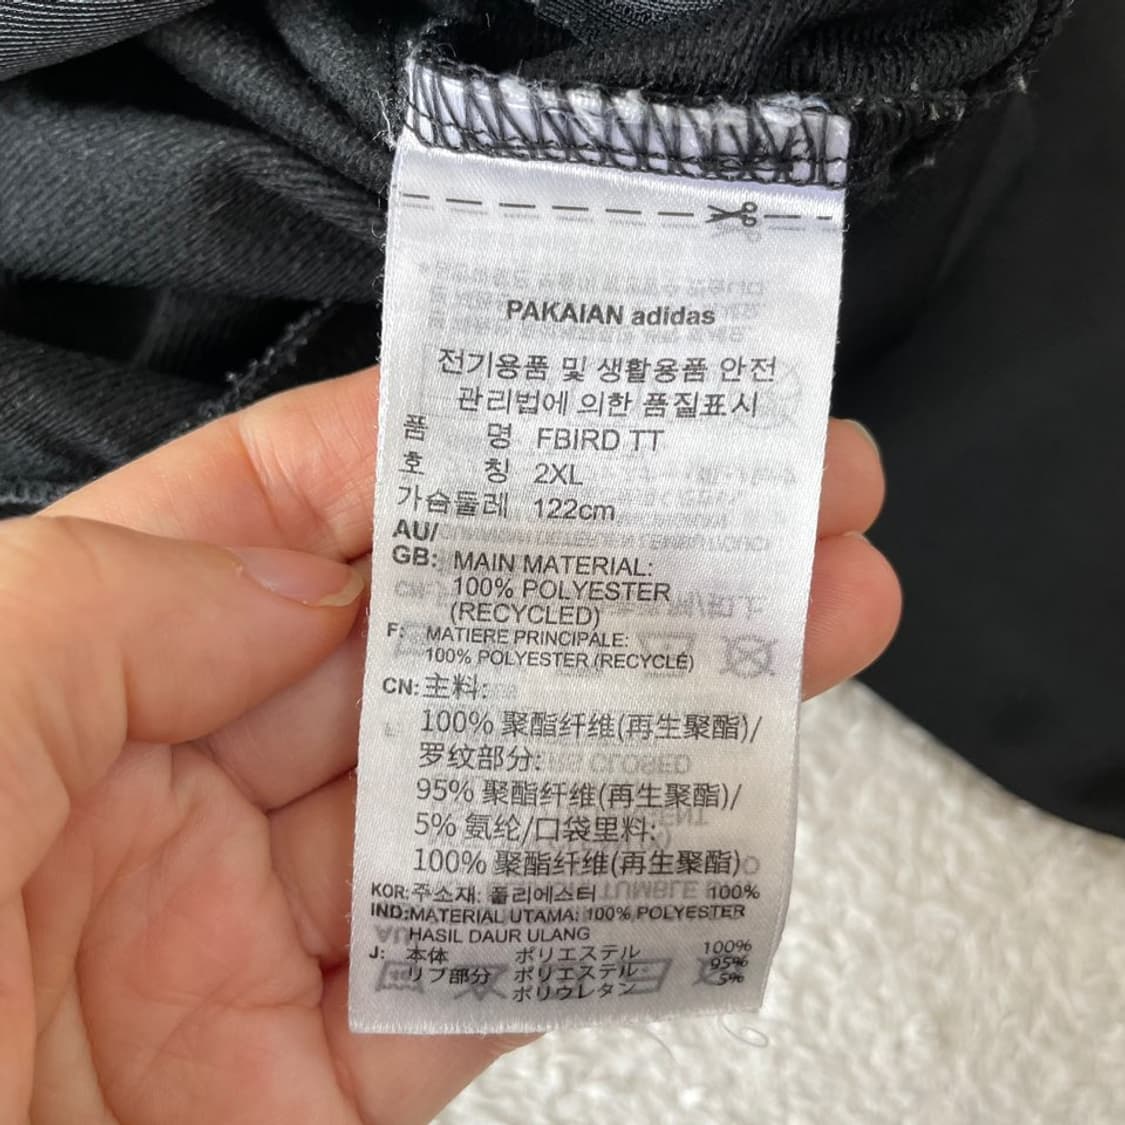 PAKAIAN adidas
전기용품 및 생활용품 안전
관리법에 의한 품질표시
품 명 FBIRD TT
호 칭 2XL
가슴둘레 122cm
AU/
GB: MAIN MATERIAL:
100% POLYESTER
(RECYCLED)
F: MATIERE PRINCIPALE:
100% POLYESTER (RECYCLÉ)
CN: 主料:
100% 聚酯纤维(再生聚酯)/
罗纹部分:
95% 聚酯纤维(再生聚酯)/
5% 氨纶/口袋里料:
100% 聚酯纤维(再生聚酯)
KOR: 주소재: 폴리에스터 100%
IND: MATERIAL UTAMA: 100% POLYESTER
HASIL DAUR ULANG
J: 本体 ポリエステル 100%
リブ部分 ポリエステル 95%
ポリウレタン 5%